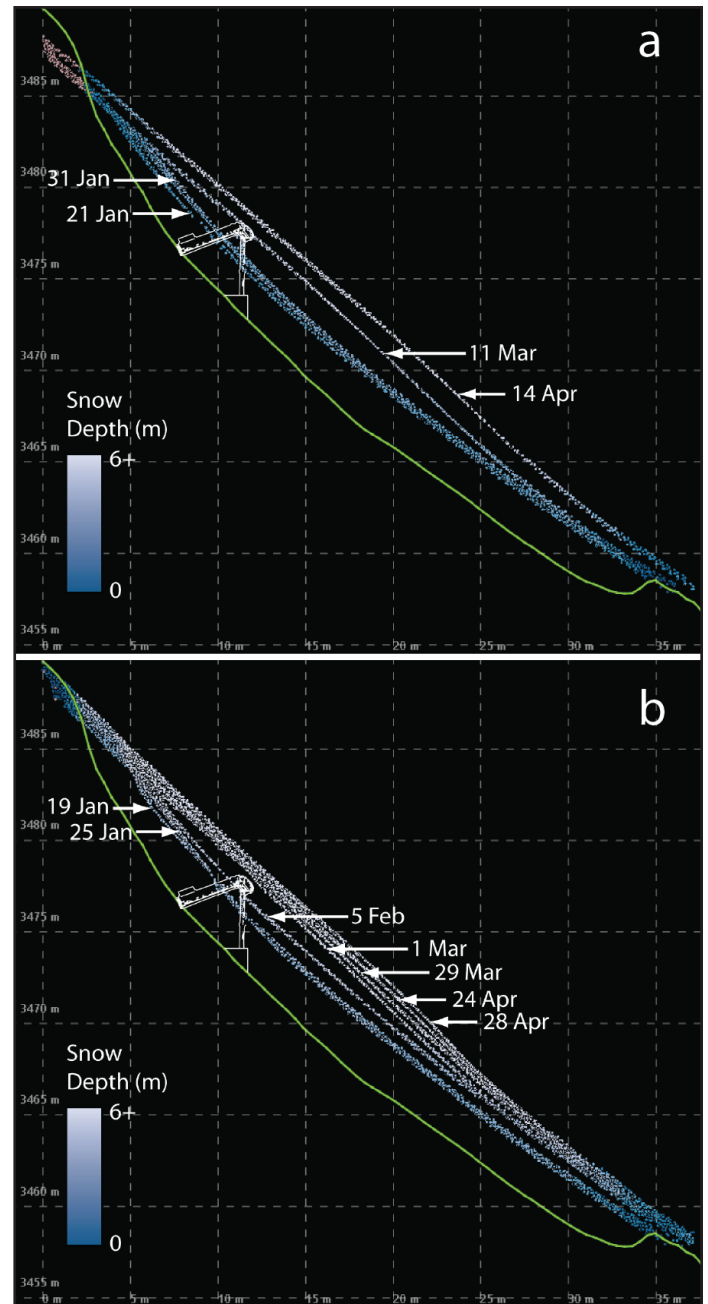 a
3485 m
3480 m
31 Jan
21 Jan
3475 m
3470 m
11 Mar
14 Apr
Snow
Depth (m)
6+
0
3465 m
3460 m
3455 m
0 m
5 m
10 m
15 m
20 m
25 m
30 m
35 m
b
3485 m
19 Jan
25 Jan
3480 m
5 Feb
3475 m
1 Mar
29 Mar
24 Apr
28 Apr
3470 m
Snow
Depth (m)
6+
0
3465 m
3460 m
3455 m
0 m
5 m
10 m
15 m
20 m
25 m
30 m
35 m